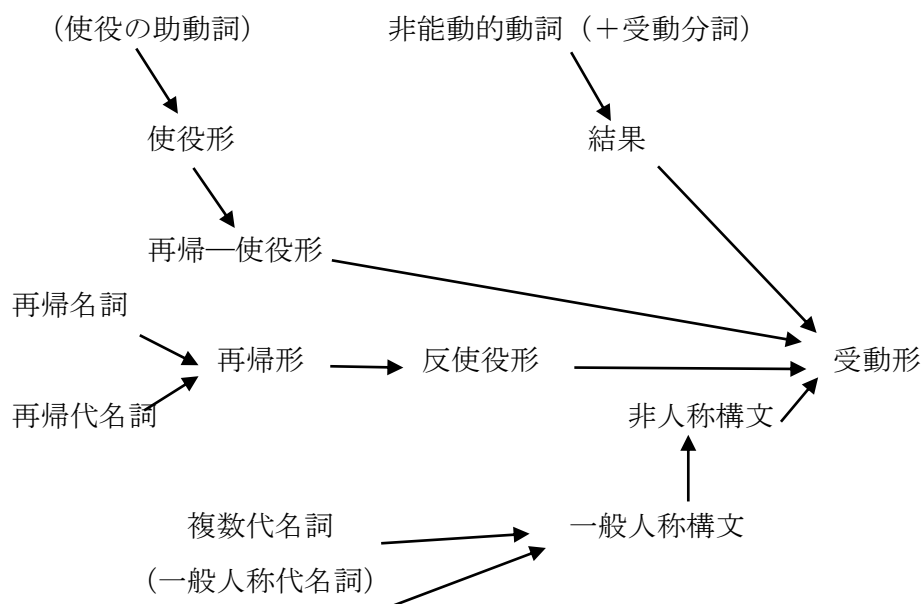 (使役の助動詞)
非能動的動詞（＋受動分詞）
使役形
結果
再帰―使役形
再帰名詞
再帰形
反使役形
受動形
再帰代名詞
非人称構文
複数代名詞
一般人称構文
(一般人称代名詞)